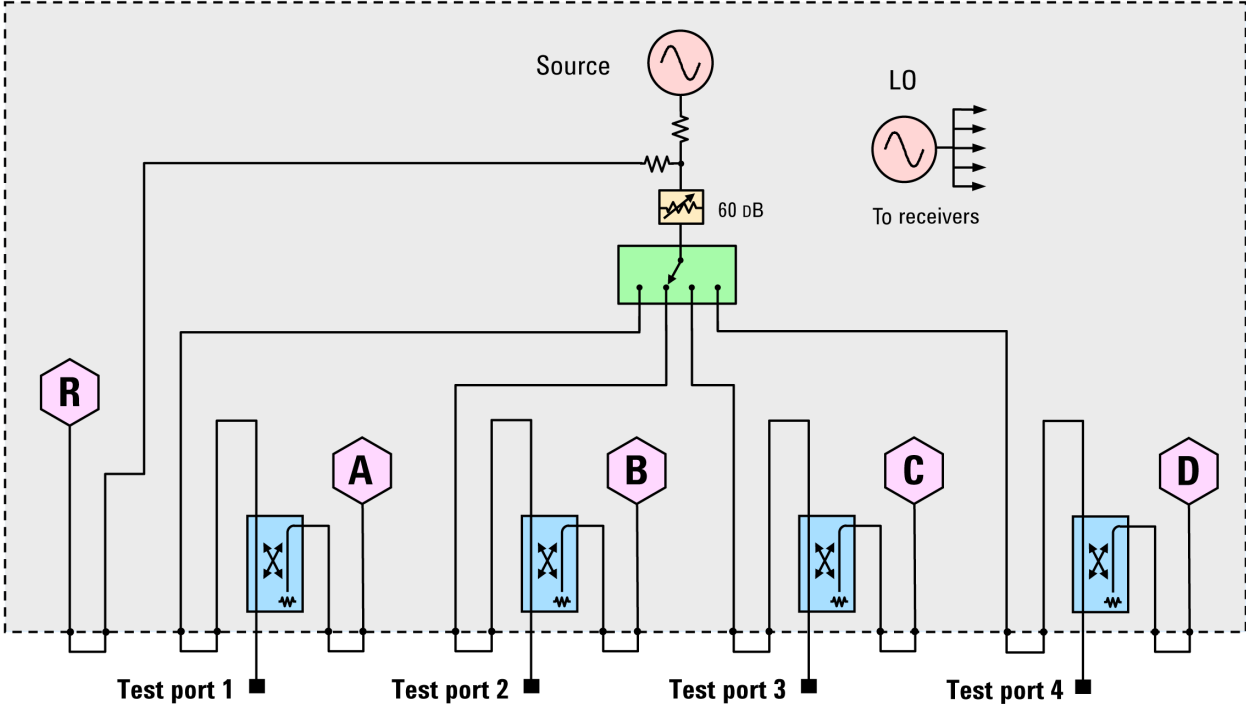 Source
LO
60 dB
To receivers
R
A
B
C
D
Test port 1
Test port 2
Test port 3
Test port 4